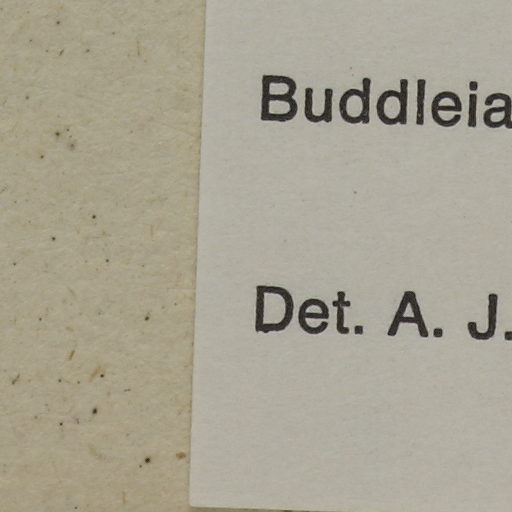 Buddleia
Det. A. J.